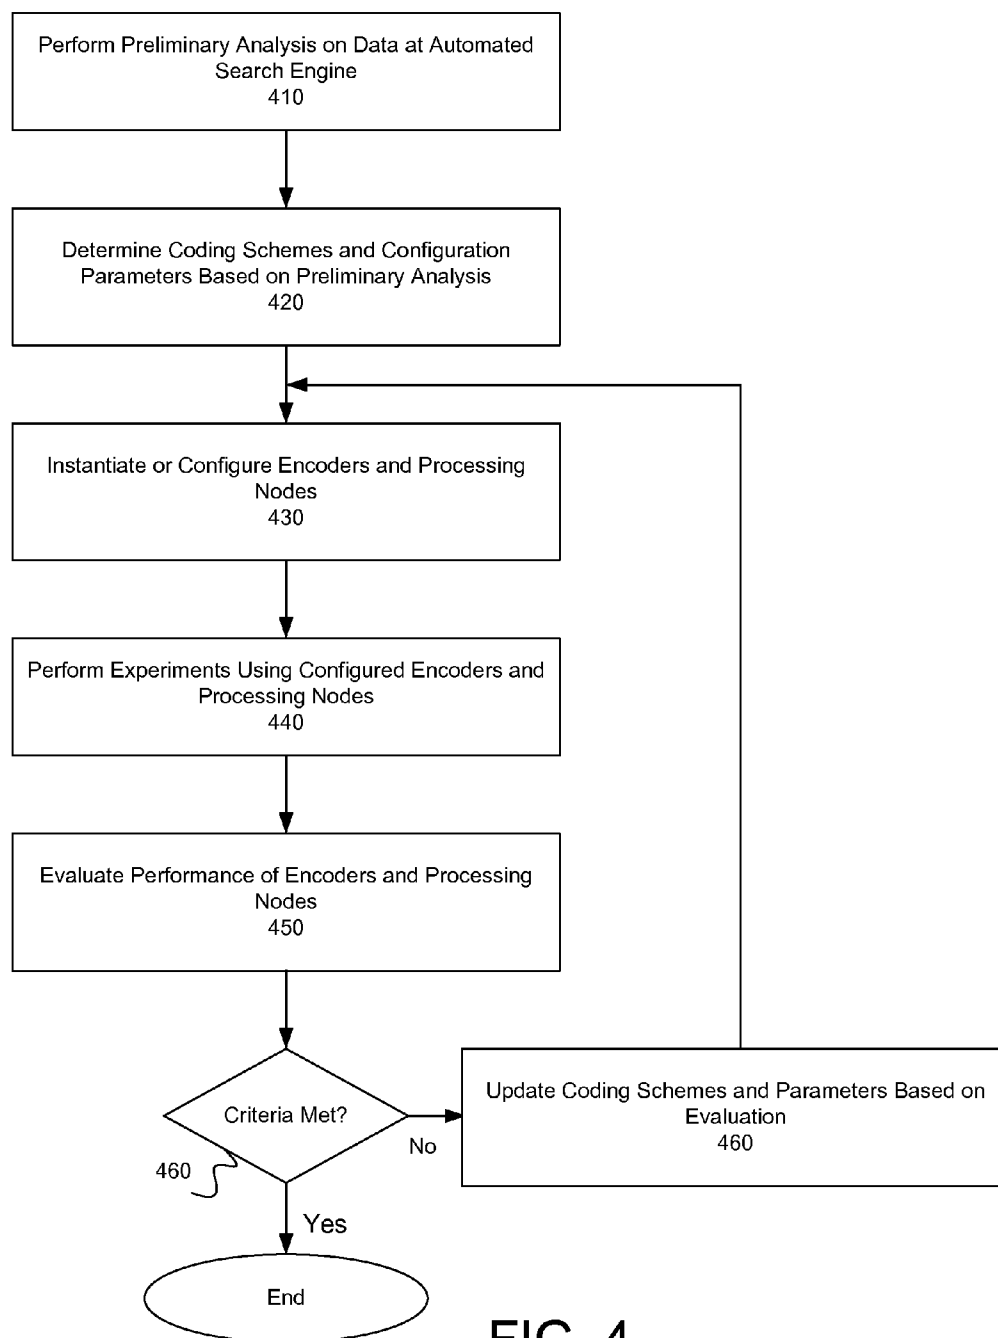 Perform Preliminary Analysis on Data at Automated
Search Engine
410
Determine Coding Schemes and Configuration
Parameters Based on Preliminary Analysis
420
Instantiate or Configure Encoders and Processing
Nodes
430
Perform Experiments Using Configured Encoders and
Processing Nodes
440
Evaluate Performance of Encoders and Processing
Nodes
450
Criteria Met?
No
460
Update Coding Schemes and Parameters Based on
Evaluation
460
Yes
End
FIG. 4